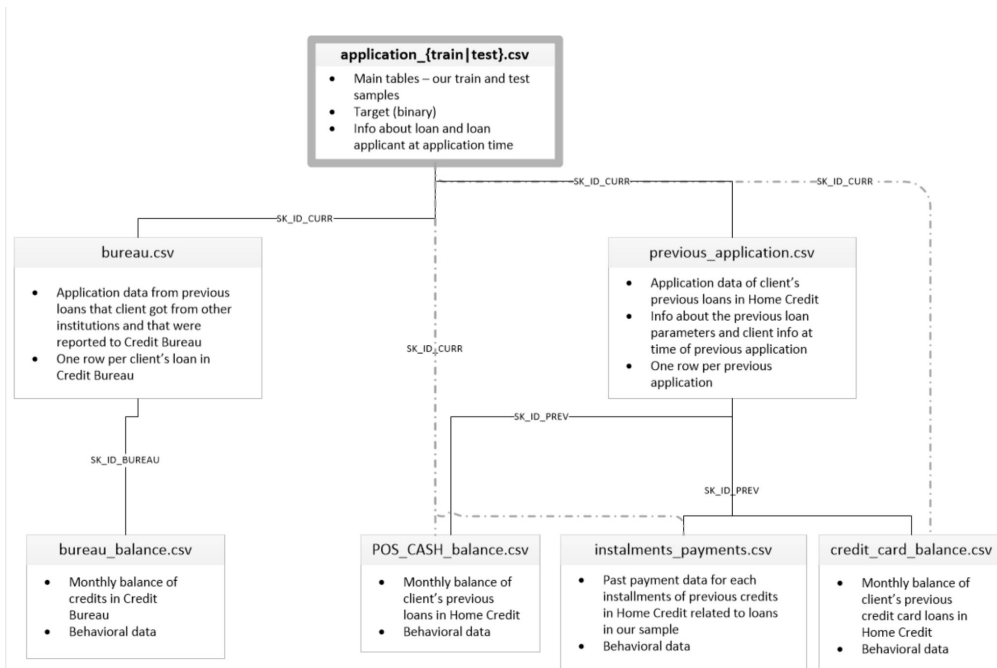 application_{train|test}.csv
• Main tables – our train and test
samples
• Target (binary)
• Info about loan and loan
applicant at application time
SK_ID_CURR
SK_ID_CURR
SK_ID_CURR
bureau.csv
• Application data from previous
loans that client got from other
institutions and that were
reported to Credit Bureau
• One row per client's loan in
Credit Bureau
previous_application.csv
• Application data of client's
previous loans in Home Credit
• Info about the previous loan
parameters and client info at
time of previous application
• One row per previous
application
SK_ID_CURR
SK_ID_PREV
SK_ID_BUREAU
SK_ID_PREV
bureau_balance.csv
• Monthly balance of
credits in Credit
Bureau
• Behavioral data
POS_CASH_balance.csv
• Monthly balance of
client's previous
loans in Home Credit
• Behavioral data
instalments_payments.csv
• Past payment data for each
installments of previous credits
in Home Credit related to loans
in our sample
• Behavioral data
credit_card_balance.csv
• Monthly balance of
client's previous
credit card loans in
Home Credit
• Behavioral data